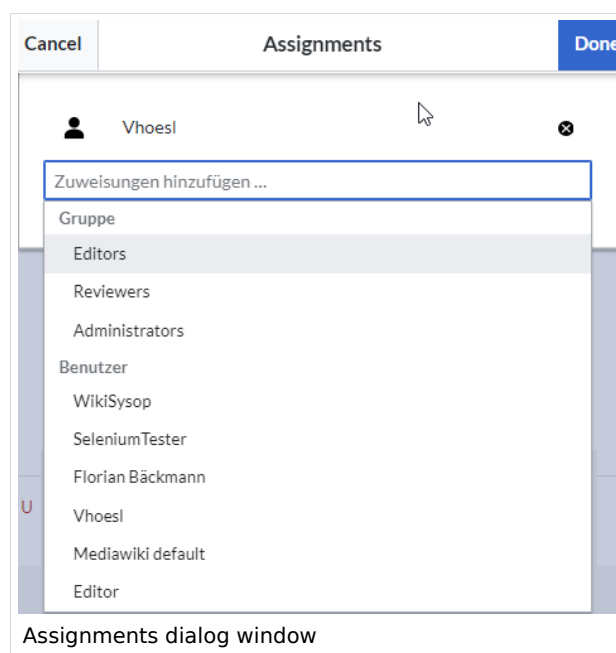 Cancel Assignments Done
Vhoesl
Zuweisungen hinzufügen ...
Gruppe
Editors
Reviewers
Administrators
Benutzer
WikiSysop
SeleniumTester
Florian Bäckmann
U
Vhoesl
Mediawiki default
Editor
Assignments dialog window